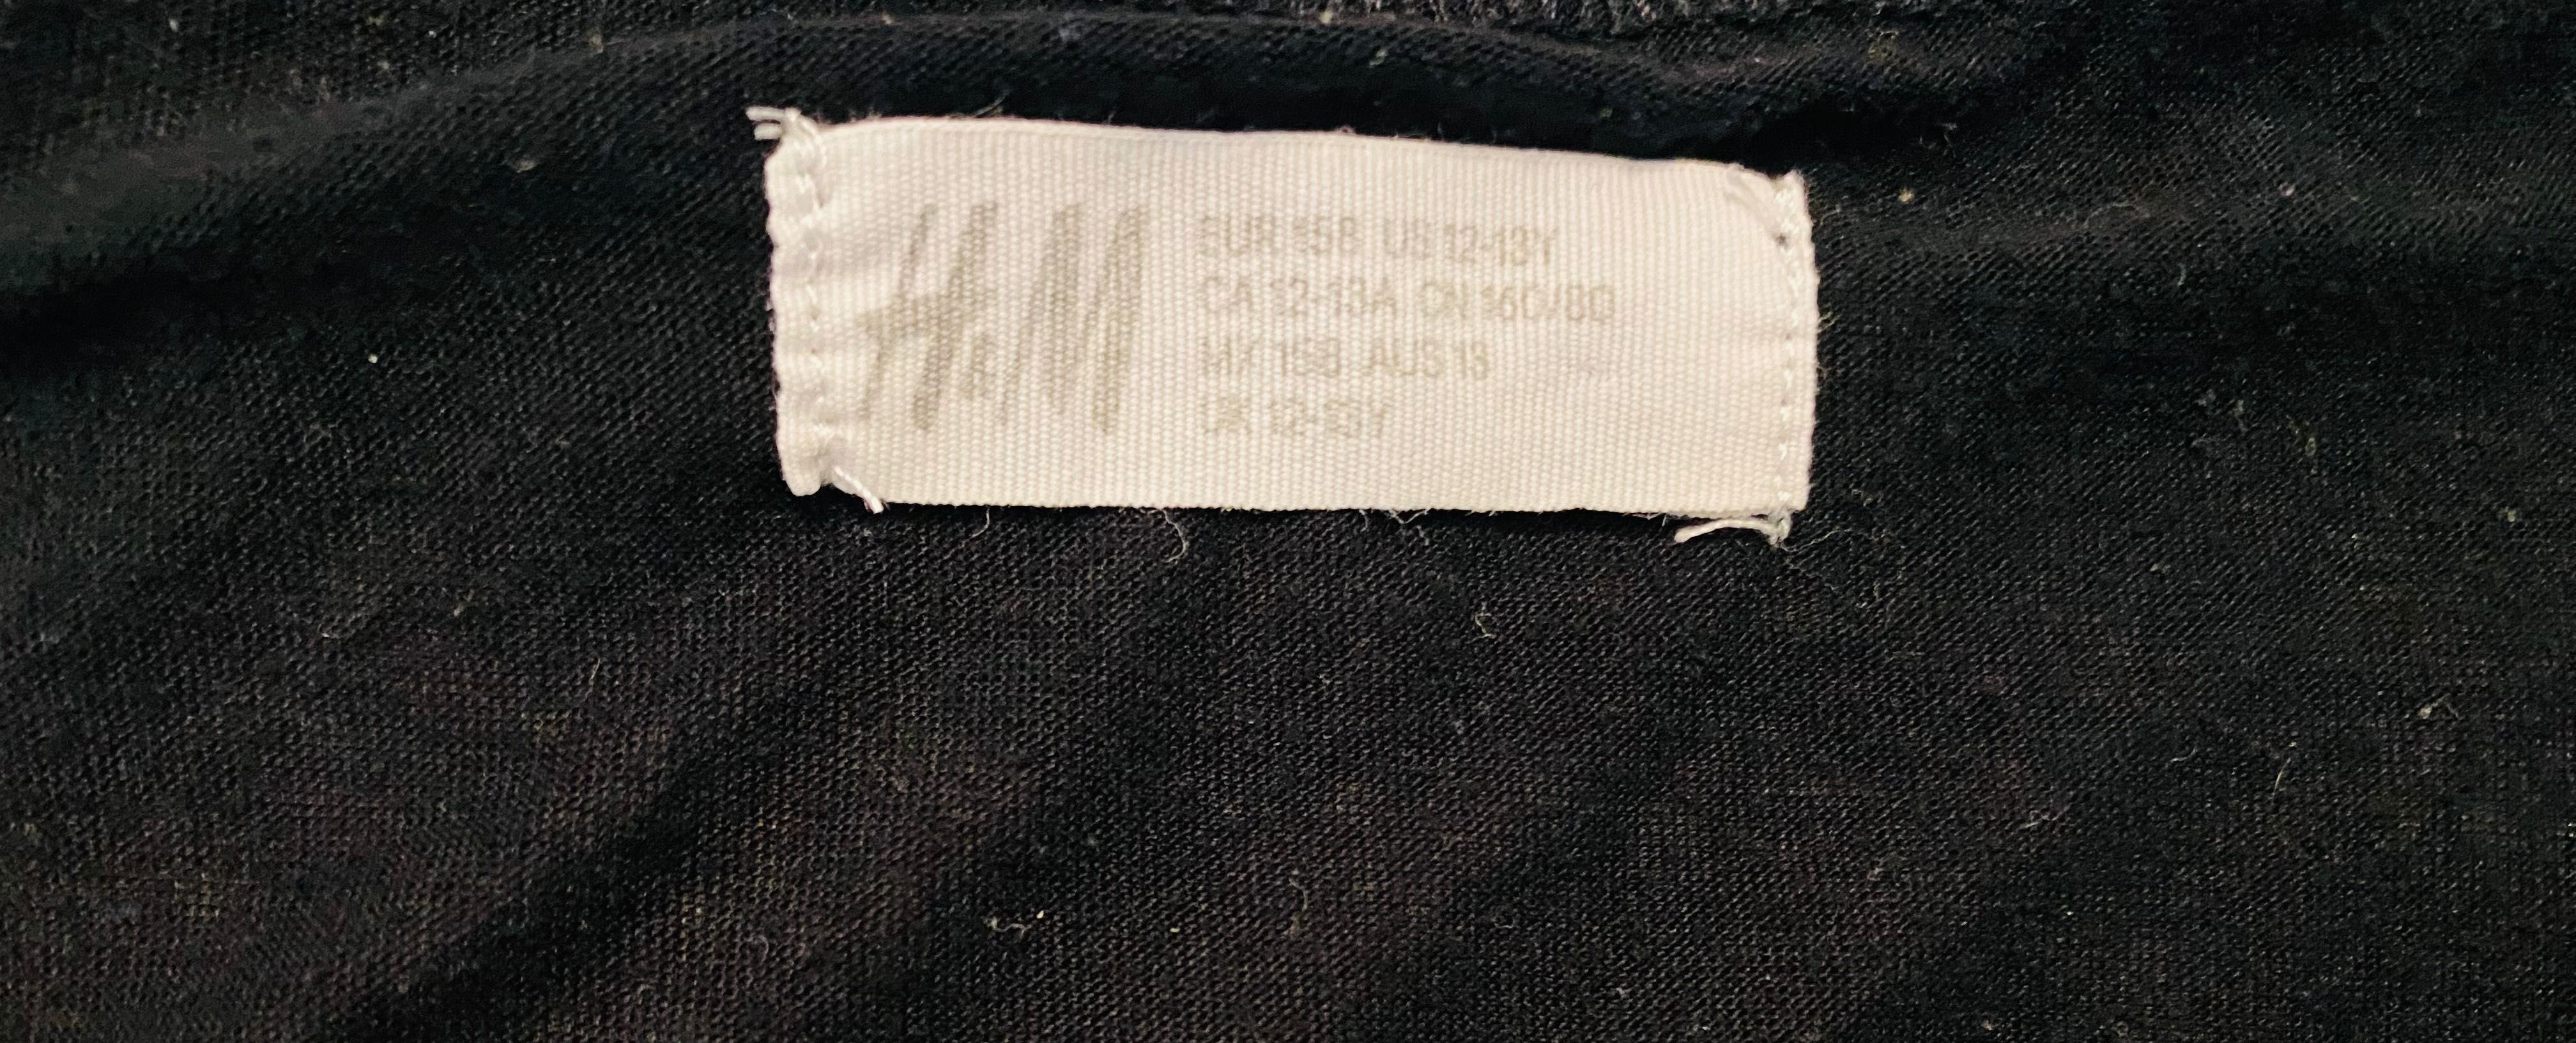 H&M
EUR 158 US 12-13Y
CA 12-13A CN 160/80
MX 158 AUS 13
UK 12-13Y